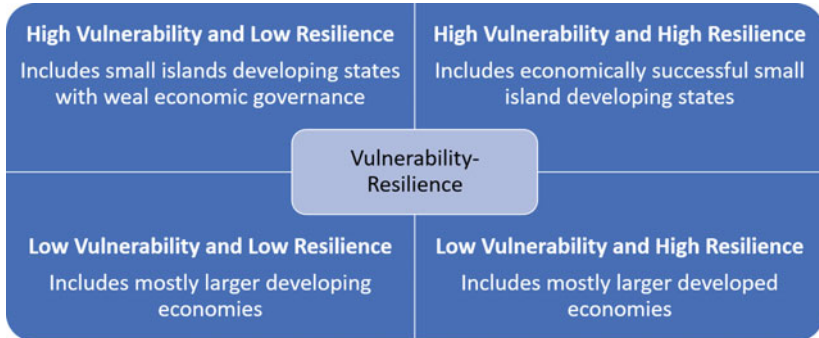 High Vulnerability and Low Resilience
Includes small islands developing states
with weal economic governance
High Vulnerability and High Resilience
Includes economically successful small
island developing states
Vulnerability-
Resilience
Low Vulnerability and Low Resilience
Includes mostly larger developing
economies
Low Vulnerability and High Resilience
Includes mostly larger developed
economies